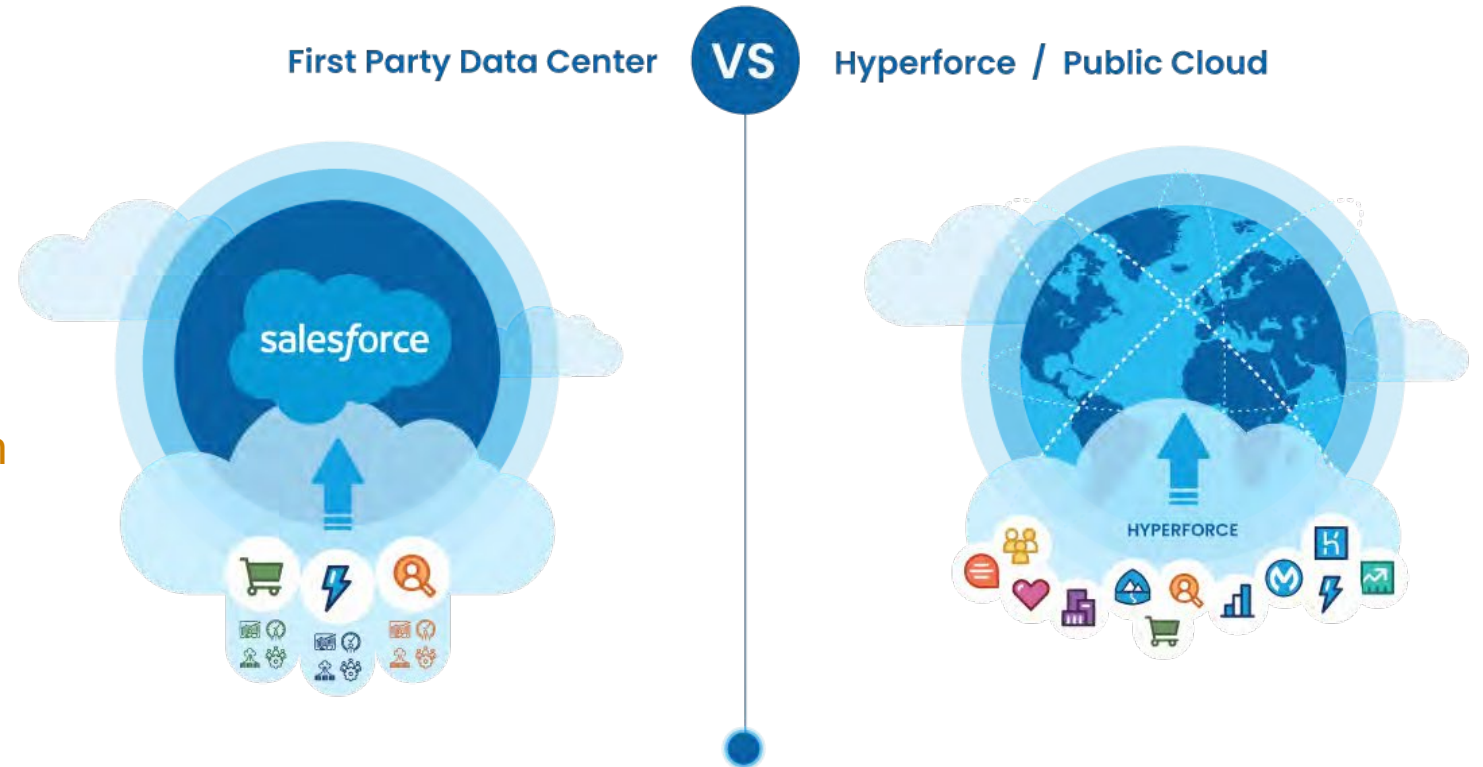 First Party Data Center
VS
Hyperforce / Public Cloud
salesforce
n
HYPERFORCE